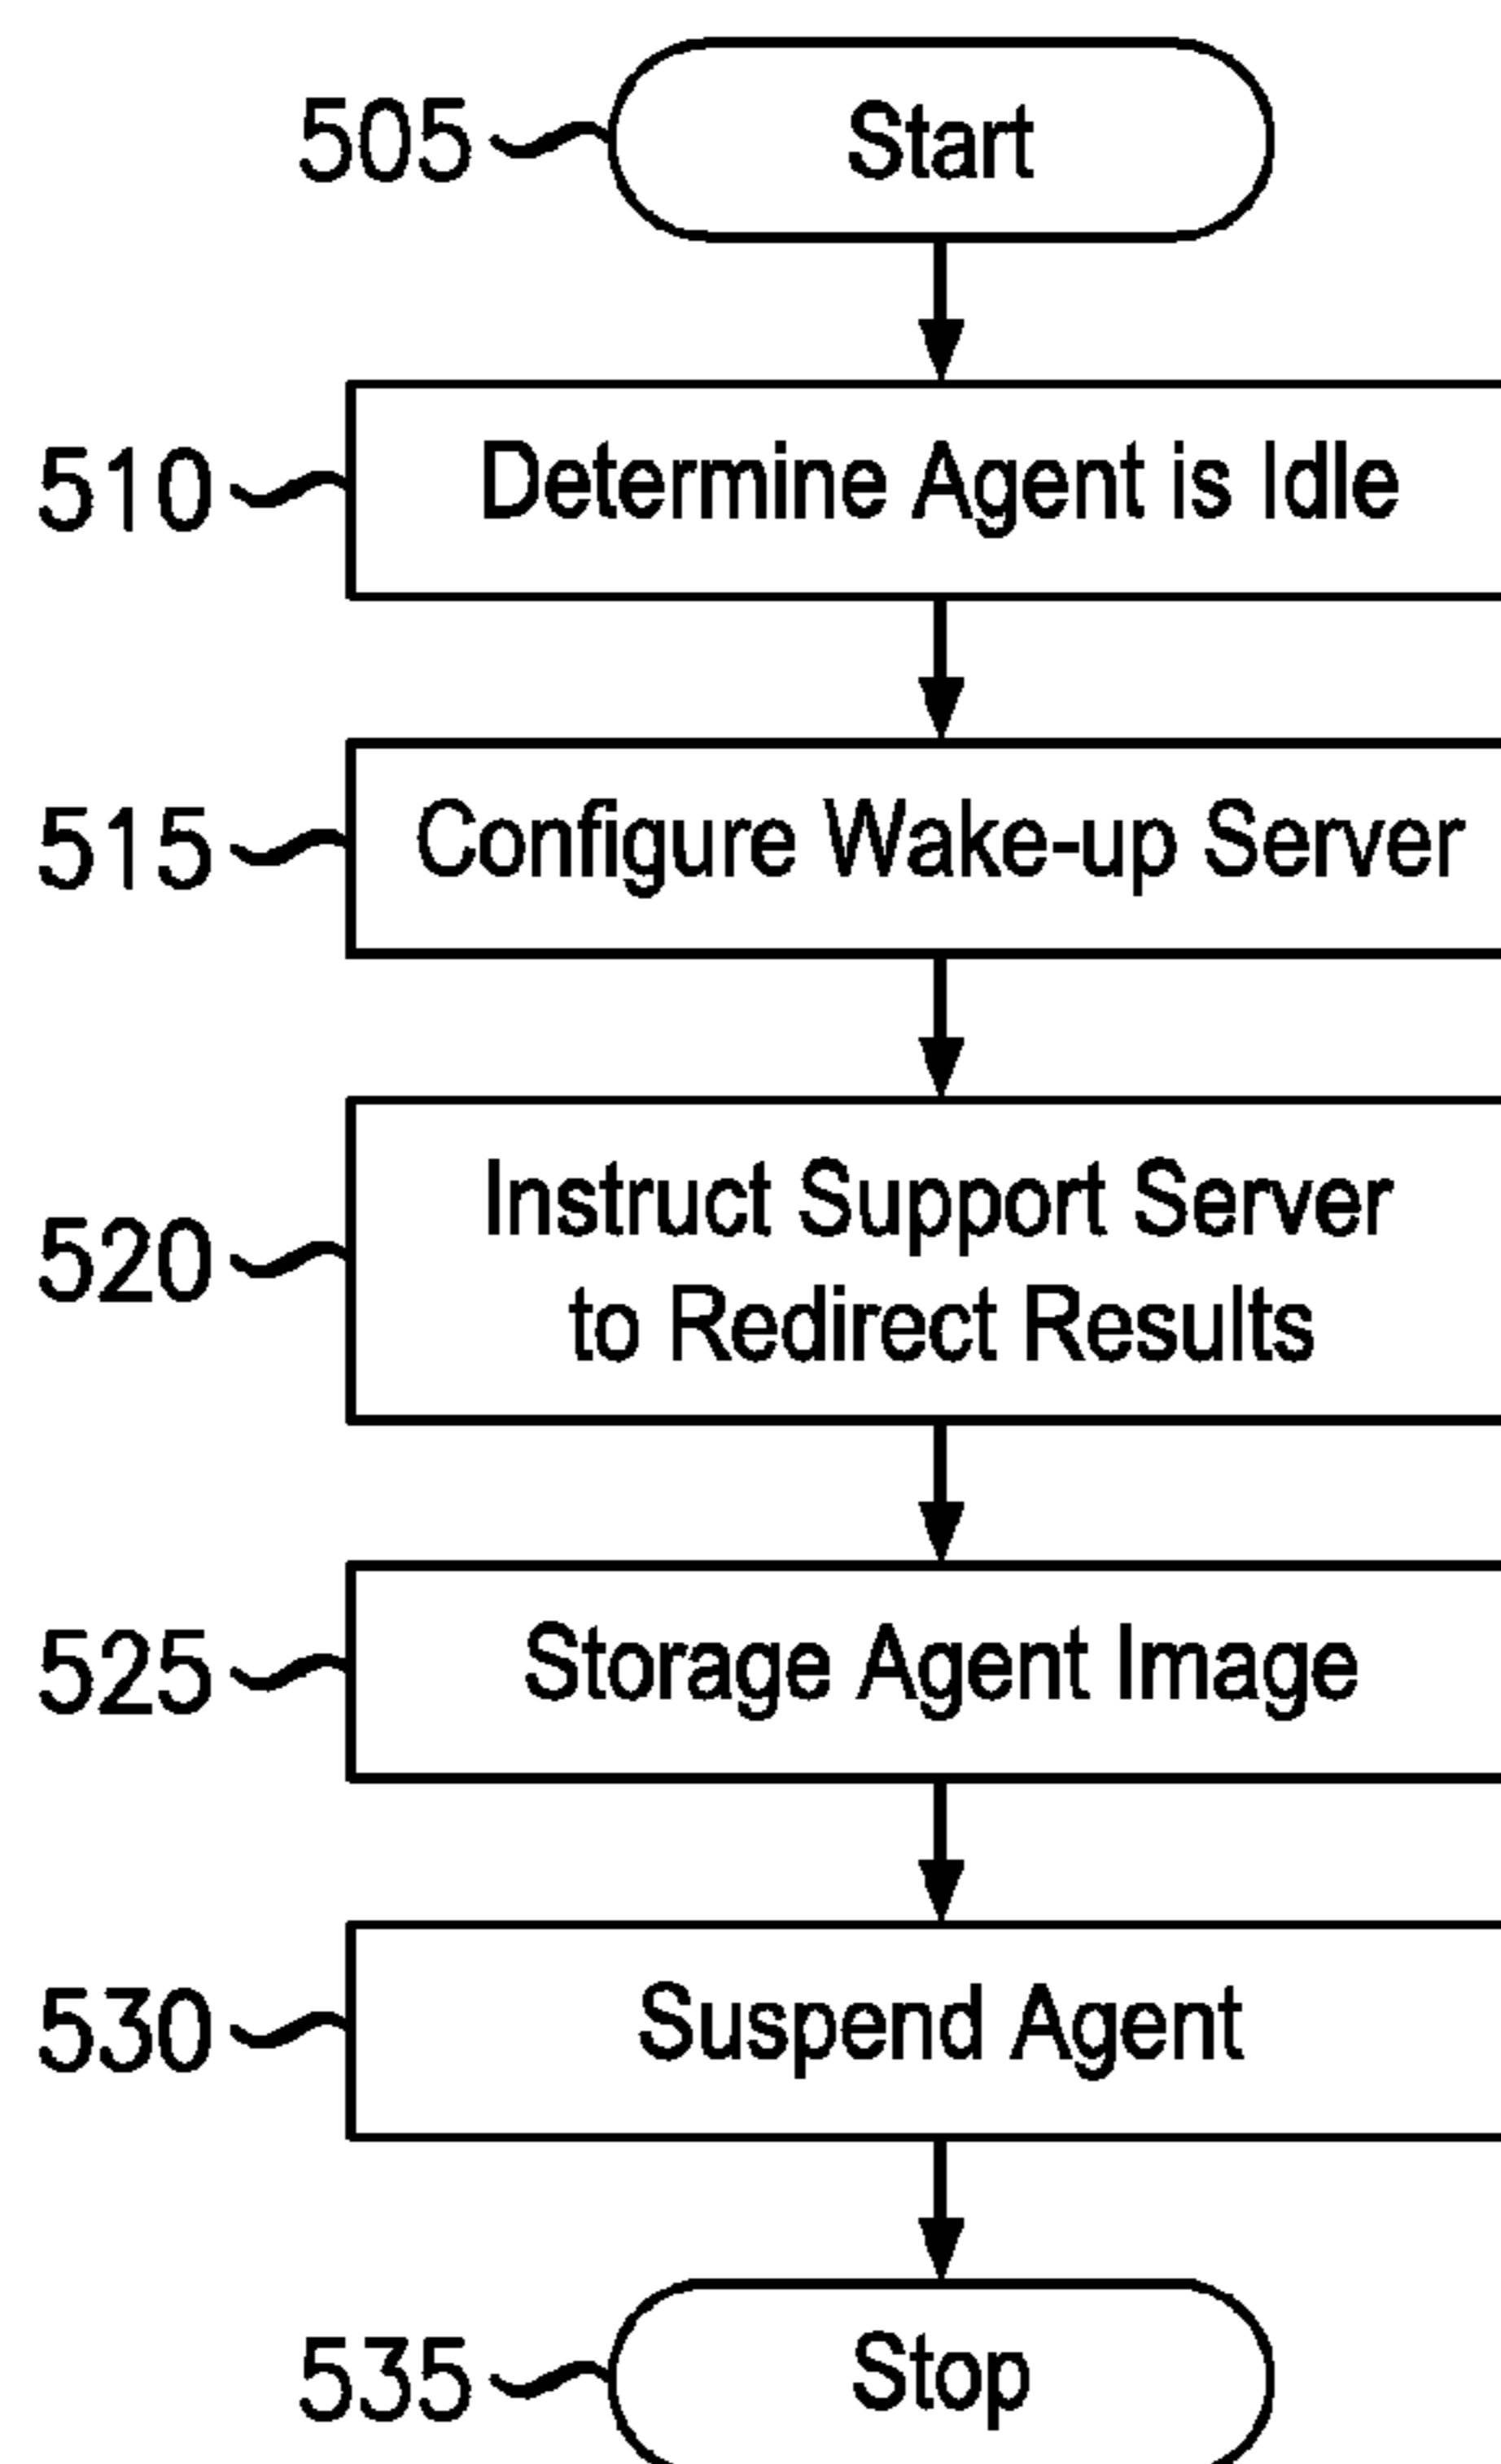 505 Start
510 Determine Agent is Idle
515 Configure Wake-up Server
520 Instruct Support Server
to Redirect Results
525 Storage Agent Image
530 Suspend Agent
535 Stop